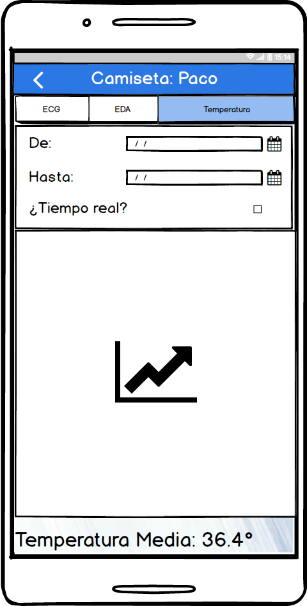 15:14
Camiseta: Paco
ECG EDA Temperatura
De: / /
Hasta: / /
¿Tiempo real?
Temperatura Media: 36.4°